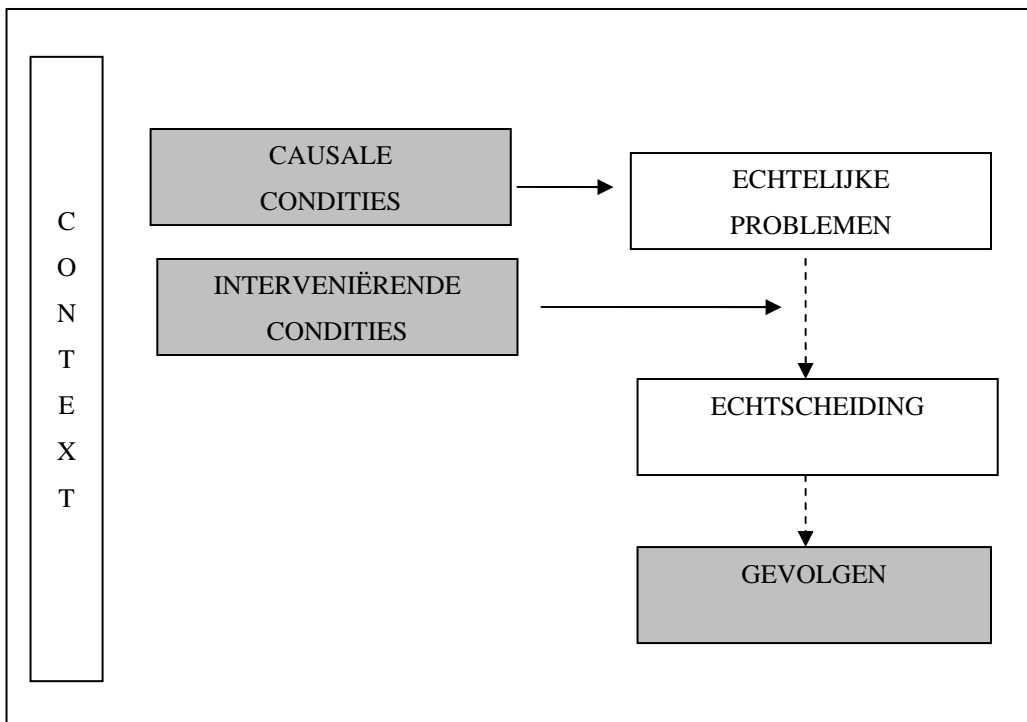 C
O
N
T
E
X
T
CAUSALE
CONDITIES
ECHTELIJKE
PROBLEMEN
INTERVENIËRENDE
CONDITIES
ECHTSCHEIDING
GEVOLGEN